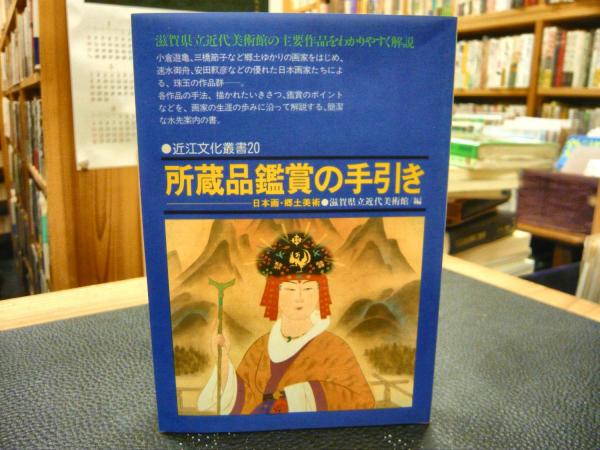 滋賀県立近代美術館の主要作品をわかりやすく解説
小倉遊亀、三橋節子など郷土ゆかりの画家をはじめ、
速水御舟、安田靫彦などの優れた日本画家たちによ
る、珠玉の作品群──。
各作品の手法、描かれたいきさつ、鑑賞のポイント
などを、画家の生涯の歩みに沿って解説する、簡潔
な水先案内の書。
●近江文化叢書20
所蔵品鑑賞の手引き
日本画・郷土美術●滋賀県立近代美術館 編